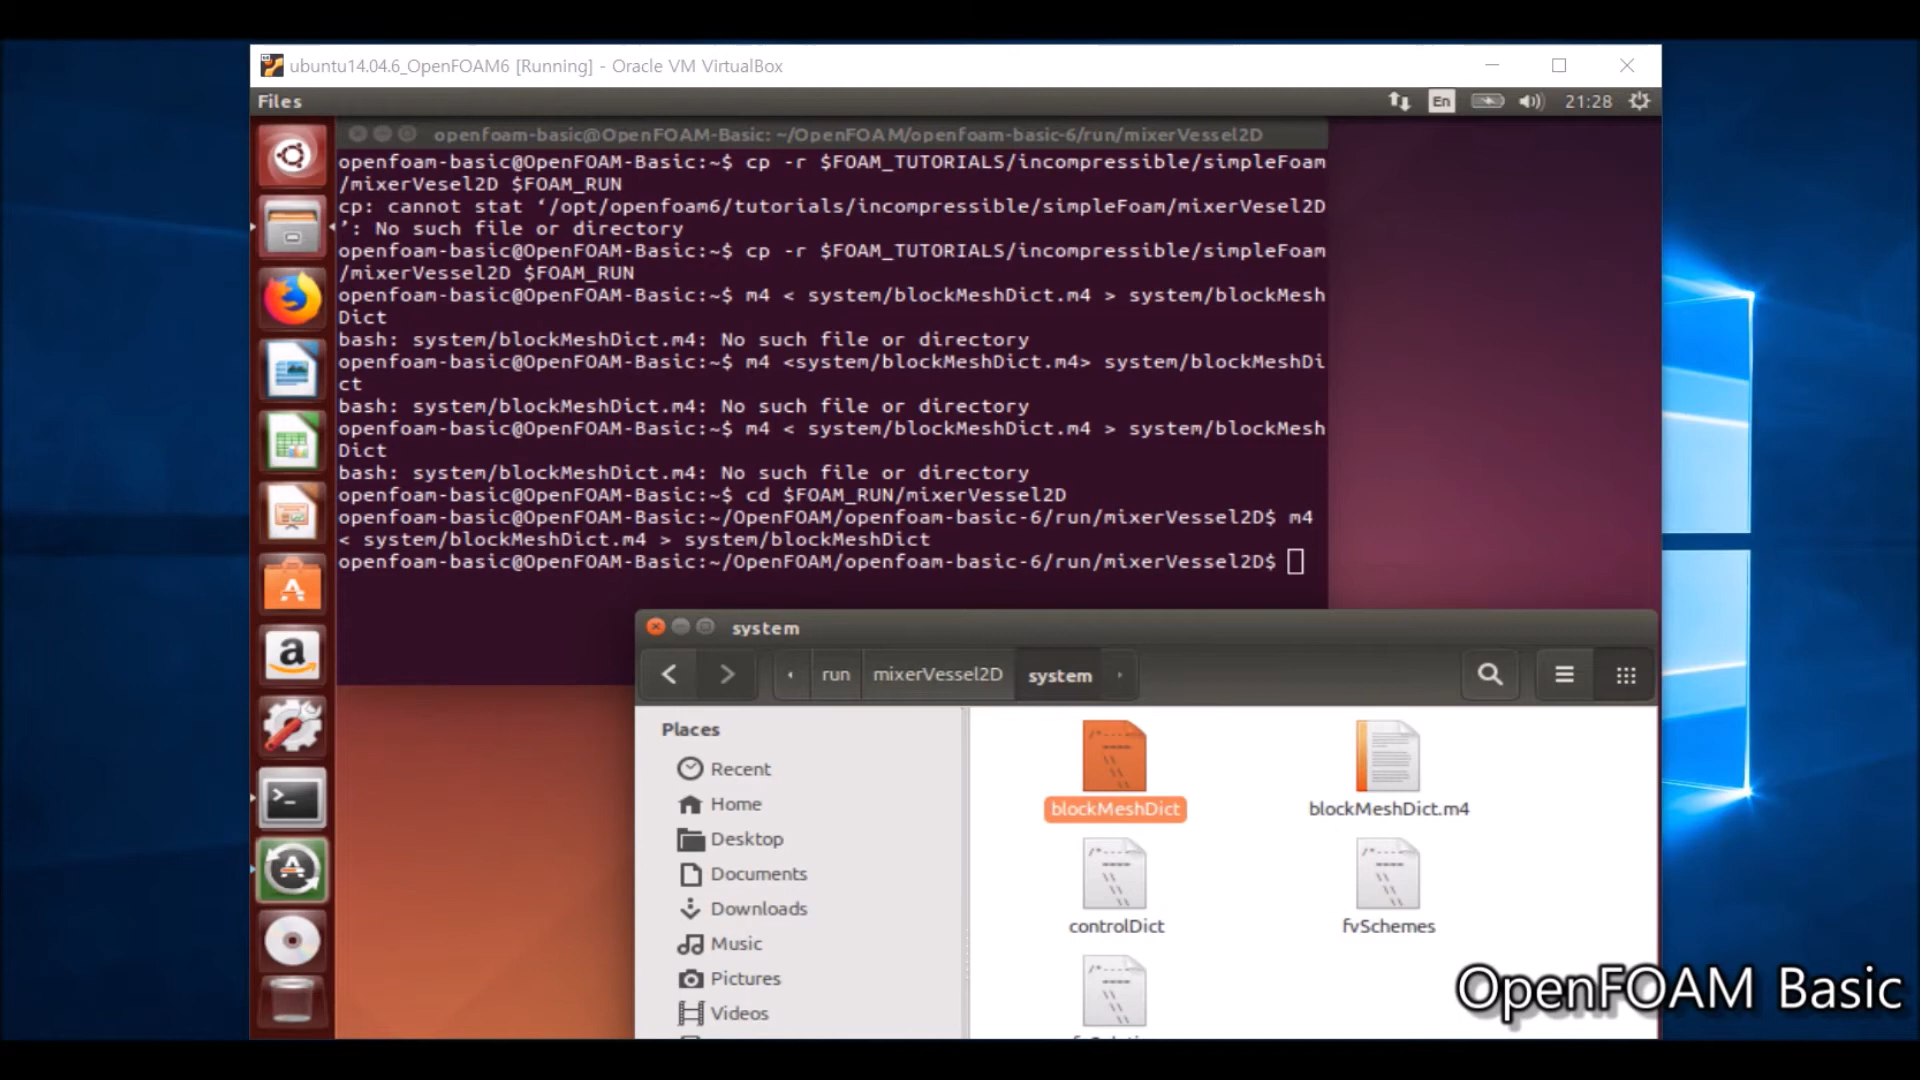 ubuntu14.04.6_OpenFOAM6 [Running] - Oracle VM VirtualBox
Files
En
21:28
openfoam-basic@OpenFOAM-Basic: ~/OpenFOAM/openfoam-basic-6/run/mixerVessel2D
openfoam-basic@OpenFOAM-Basic:~$ cp -r $FOAM_TUTORIALS/incompressible/simpleFoam
/mixerVesel2D $FOAM_RUN
cp: cannot stat ‘/opt/openfoam6/tutorials/incompressible/simpleFoam/mixerVesel2D
’: No such file or directory
openfoam-basic@OpenFOAM-Basic:~$ cp -r $FOAM_TUTORIALS/incompressible/simpleFoam
/mixerVessel2D $FOAM_RUN
openfoam-basic@OpenFOAM-Basic:~$ m4 < system/blockMeshDict.m4 > system/blockMesh
Dict
bash: system/blockMeshDict.m4: No such file or directory
openfoam-basic@OpenFOAM-Basic:~$ m4 <system/blockMeshDict.m4> system/blockMeshDi
ct
bash: system/blockMeshDict.m4: No such file or directory
openfoam-basic@OpenFOAM-Basic:~$ m4 < system/blockMeshDict.m4 > system/blockMesh
Dict
bash: system/blockMeshDict.m4: No such file or directory
openfoam-basic@OpenFOAM-Basic:~$ cd $FOAM_RUN/mixerVessel2D
openfoam-basic@OpenFOAM-Basic:~/OpenFOAM/openfoam-basic-6/run/mixerVessel2D$ m4
< system/blockMeshDict.m4 > system/blockMeshDict
openfoam-basic@OpenFOAM-Basic:~/OpenFOAM/openfoam-basic-6/run/mixerVessel2D$
system
run
mixerVessel2D
system
Places
Recent
Home
Desktop
Documents
Downloads
Music
Pictures
Videos
blockMeshDict
blockMeshDict.m4
controlDict
fvSchemes
OpenFOAM Basic